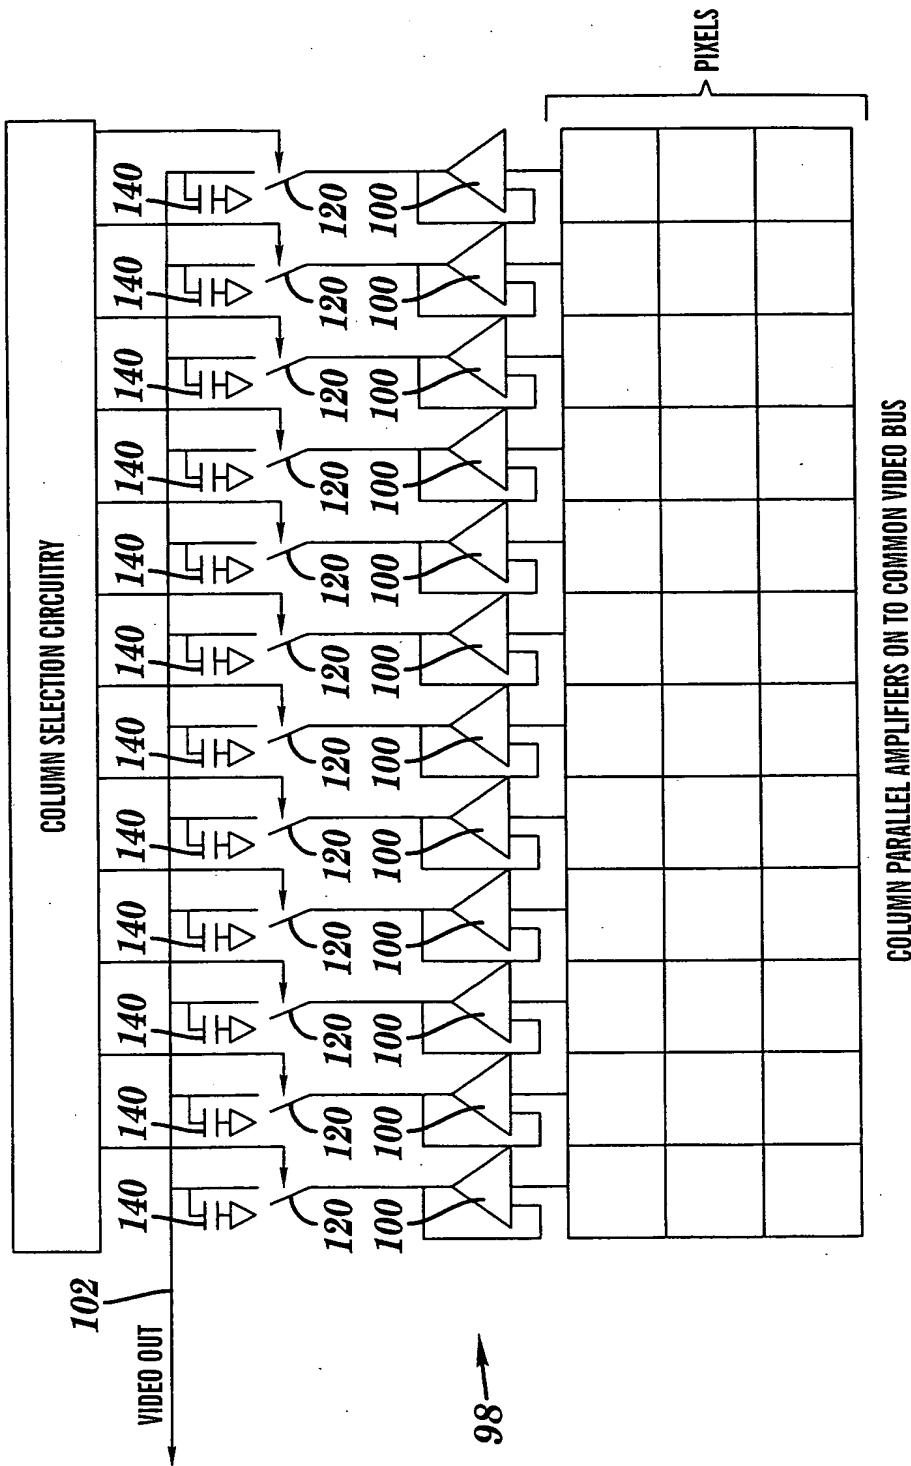 COLUMN SELECTION CIRCUITRY
102
VIDEO OUT
140 140 140 140 140 140 140 140 140 140 140 140
120 120 120 120 120 120 120 120 120 120 120 120
100 100 100 100 100 100 100 100 100 100 100 100
98
PIXELS
COLUMN PARALLEL AMPLIFIERS ON TO COMMON VIDEO BUS